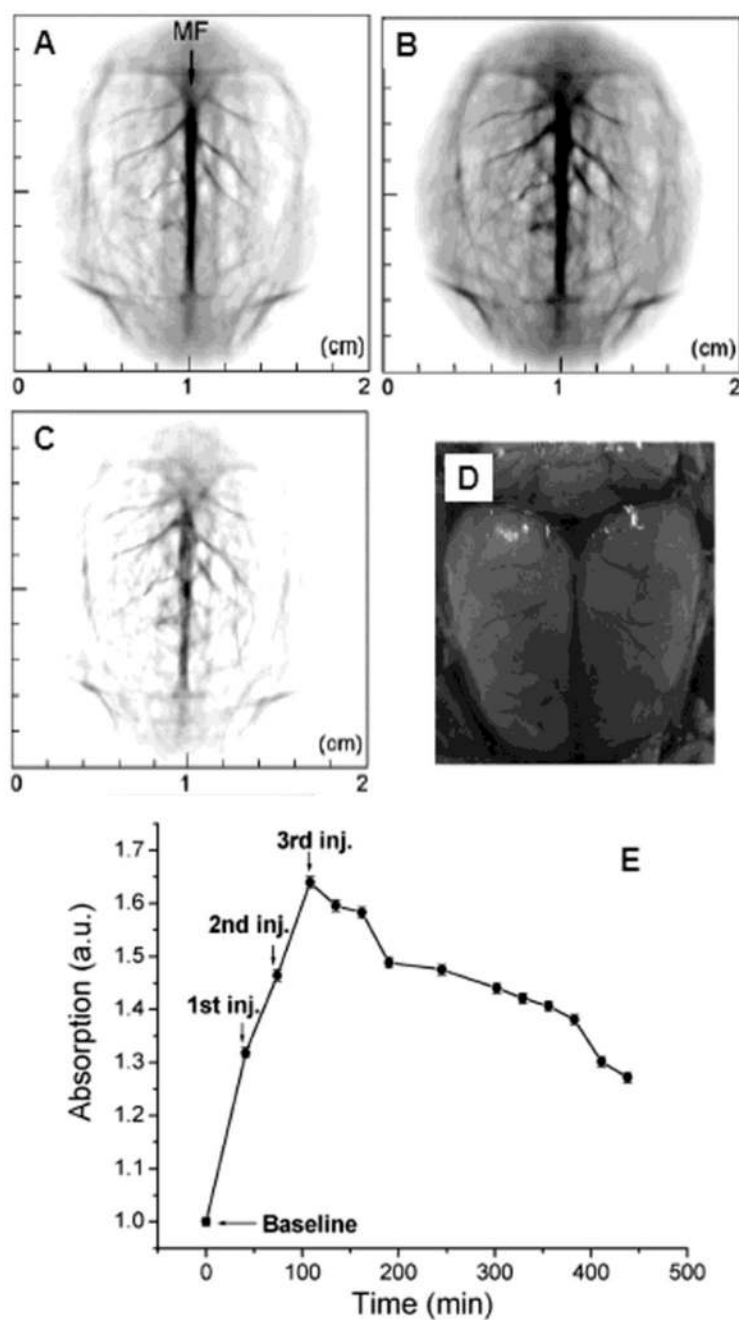 A
MF
(cm)
0 1 2
B
(cm)
0 1 2
C
(cm)
0 1 2
D
E
3rd inj.
2nd inj.
1st inj.
Baseline
Absorption (a.u.)
1.7
1.6
1.5
1.4
1.3
1.2
1.1
1.0
0 100 200 300 400 500
Time (min)